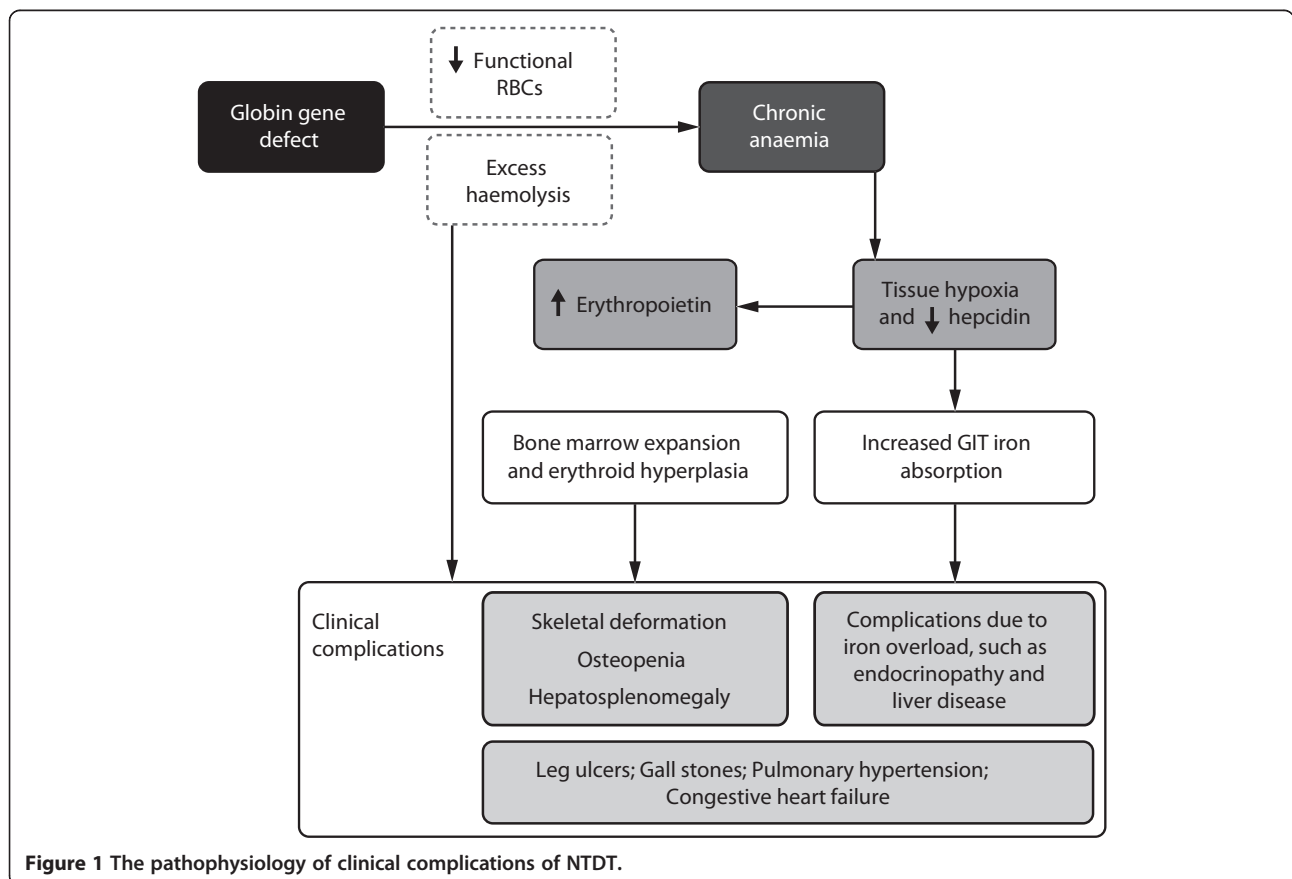 ↓ Functional
RBCs
Globin gene
defect
Chronic
anaemia
Excess
haemolysis
↑ Erythropoietin
Tissue hypoxia
and ↓ hepcidin
Bone marrow expansion
and erythroid hyperplasia
Increased GIT iron
absorption
Clinical
complications
Skeletal deformation
Osteopenia
Hepatosplenomegaly
Complications due to
iron overload, such as
endocrinopathy and
liver disease
Leg ulcers; Gall stones; Pulmonary hypertension;
Congestive heart failure
Figure 1 The pathophysiology of clinical complications of NTDT.